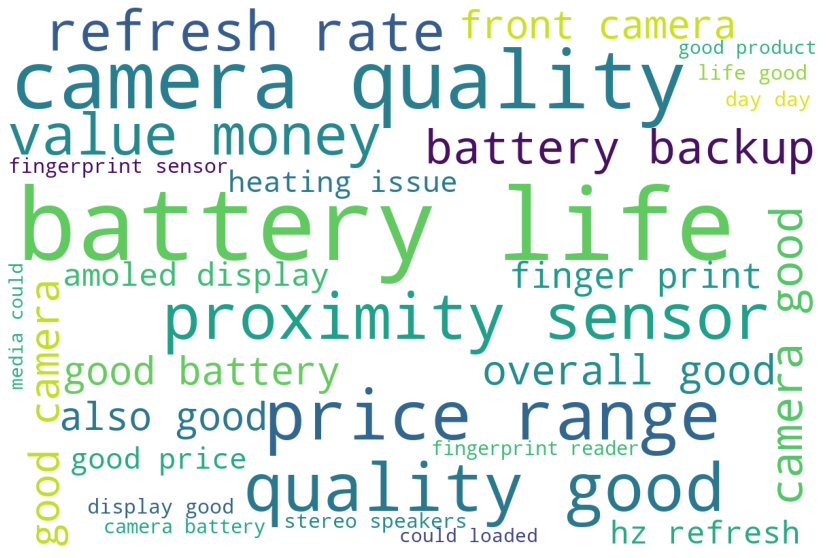 refresh rate
front camera
good product
camera quality
life good
day day
value money
battery backup
fingerprint sensor
heating issue
battery life
camera good
media could
amoled display
finger print
good camera
proximity sensor
good battery
overall good
also good
price range
good price
fingerprint reader
quality good
display good
camera battery
stereo speakers
could loaded
hz refresh